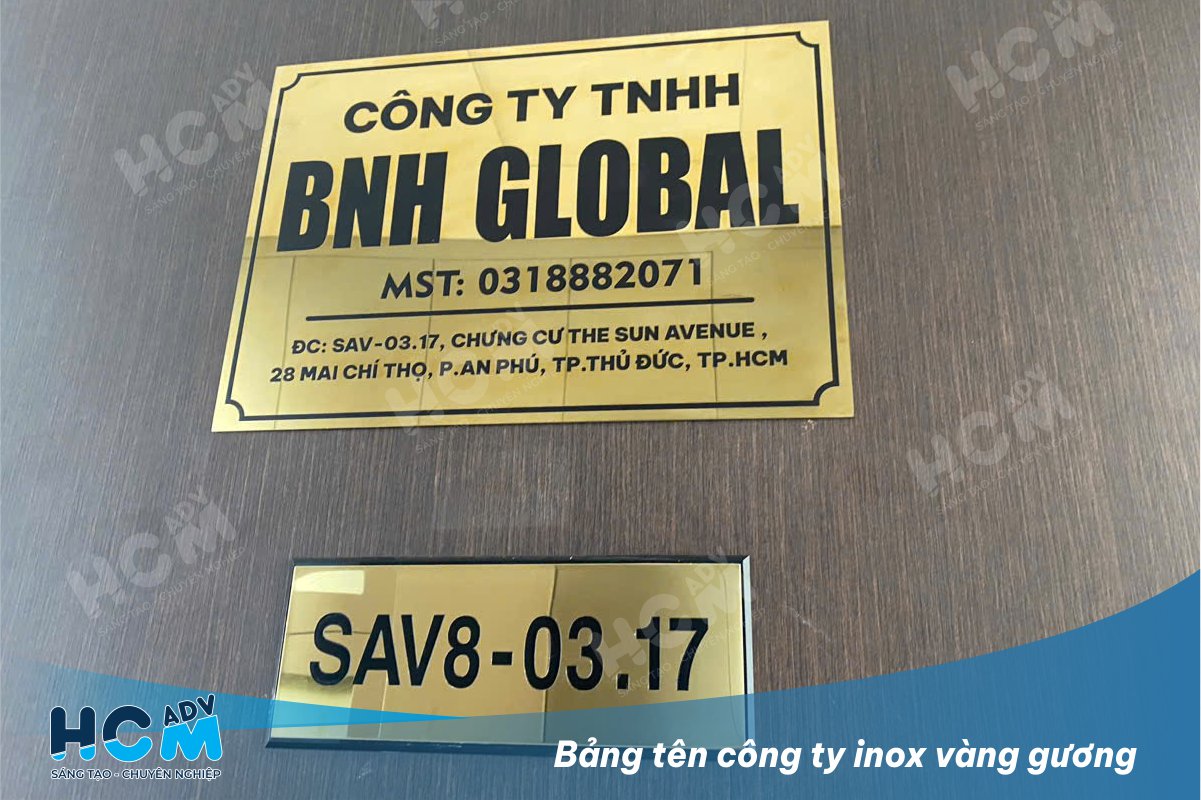 CÔNG TY TNHH
BNH GLOBAL
MST: 0318882071
ĐC: SAV-03.17, CHƯNG CƯ THE SUN AVENUE ,
28 MAI CHÍ THỌ, P.AN PHÚ, TP.THỦ ĐỨC, TP.HCM
SAV8-03.17
HCM ADV
SÁNG TẠO - CHUYÊN NGHIỆP
Bảng tên công ty inox vàng gương